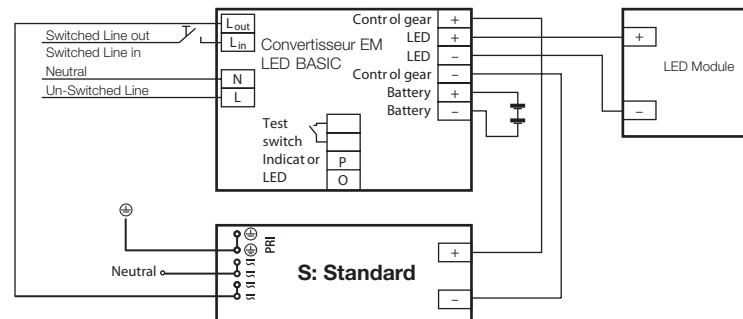 Switched Line out
Switched Line in
Neutral
Un-Switched Line
Lout
Lin
N
L
Convertisseur EM
LED BASIC
Control gear +
LED +
LED –
Control gear –
Battery +
Battery –
Test
switch
Indicator
LED
P
O
+
–
LED Module
PRI
Neutral
S: Standard
+
–